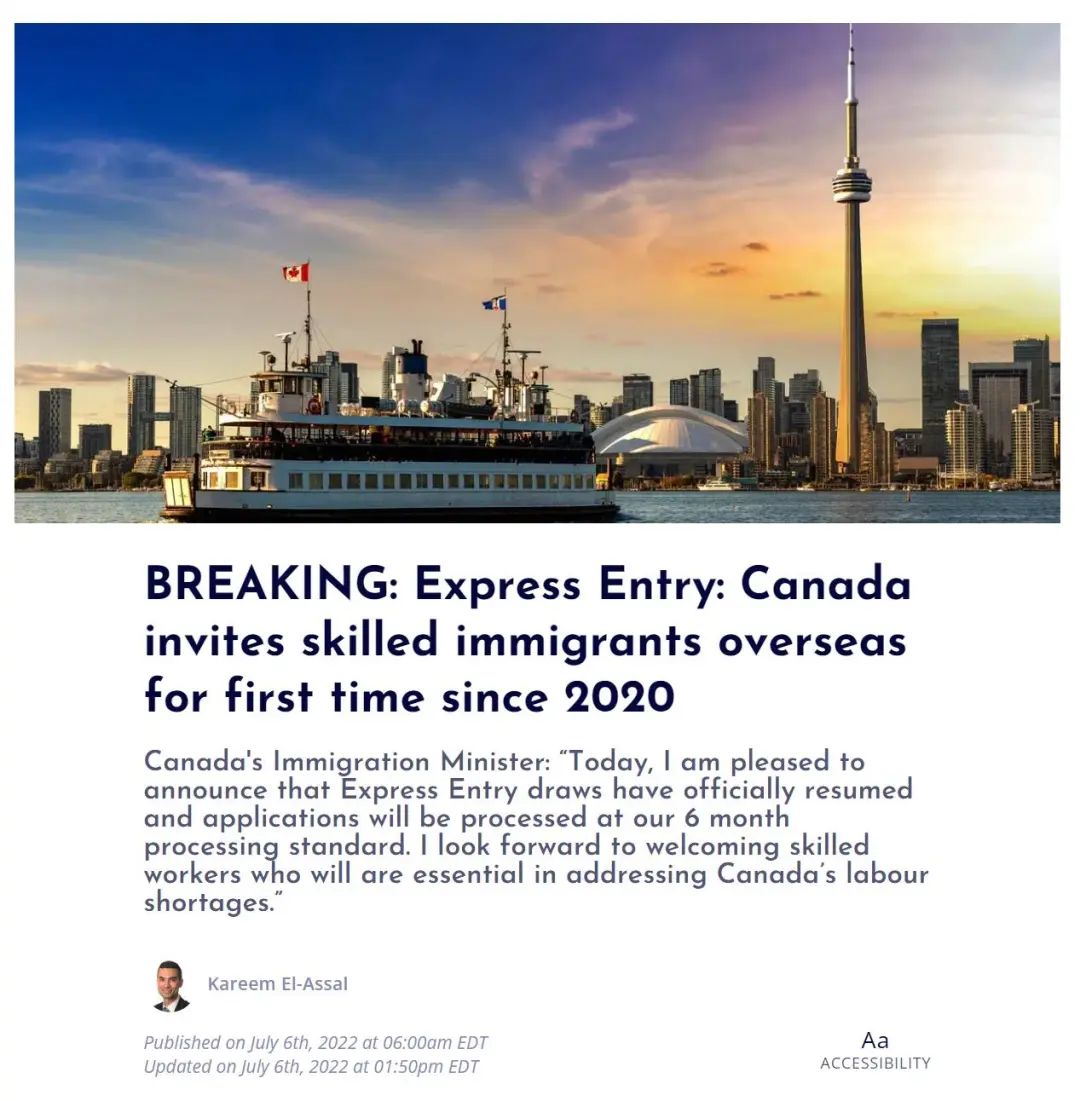 BREAKING: Express Entry: Canada
invites skilled immigrants overseas
for first time since 2020
Canada's Immigration Minister: “Today, I am pleased to
announce that Express Entry draws have officially resumed
and applications will be processed at our 6 month
processing standard. I look forward to welcoming skilled
workers who will are essential in addressing Canada’s labour
shortages.”
Kareem El-Assal
Published on July 6th, 2022 at 06:00am EDT
Updated on July 6th, 2022 at 01:50pm EDT
Aa
ACCESSIBILITY